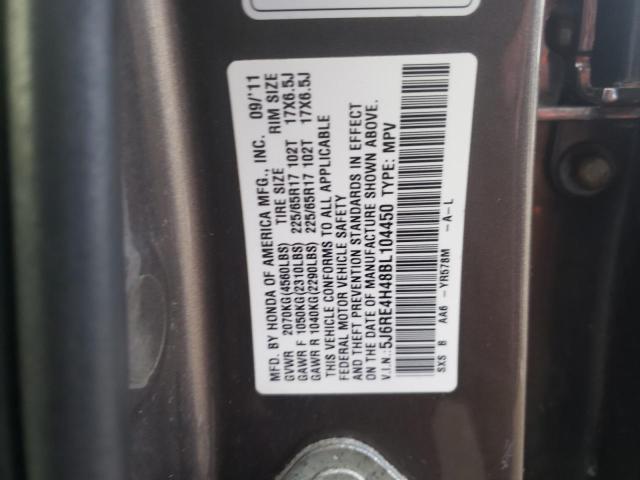 MFD. BY HONDA OF AMERICA MFG., INC. 09/'11
TIRE SIZE RIM SIZE
GVWR 2070KG(4560LBS)
GAWR F 1050KG(2310LBS) 225/65R17 102T 17X6.5J
GAWR R 1040KG(2290LBS) 225/65R17 102T 17X6.5J
THIS VEHICLE CONFORMS TO ALL APPLICABLE
FEDERAL MOTOR VEHICLE SAFETY
AND THEFT PREVENTION STANDARDS IN EFFECT
ON THE DATE OF MANUFACTURE SHOWN ABOVE.
V.I.N.:5J6RE4H48BL104450 TYPE: MPV
SXS B AA6 -YR578M -A-L